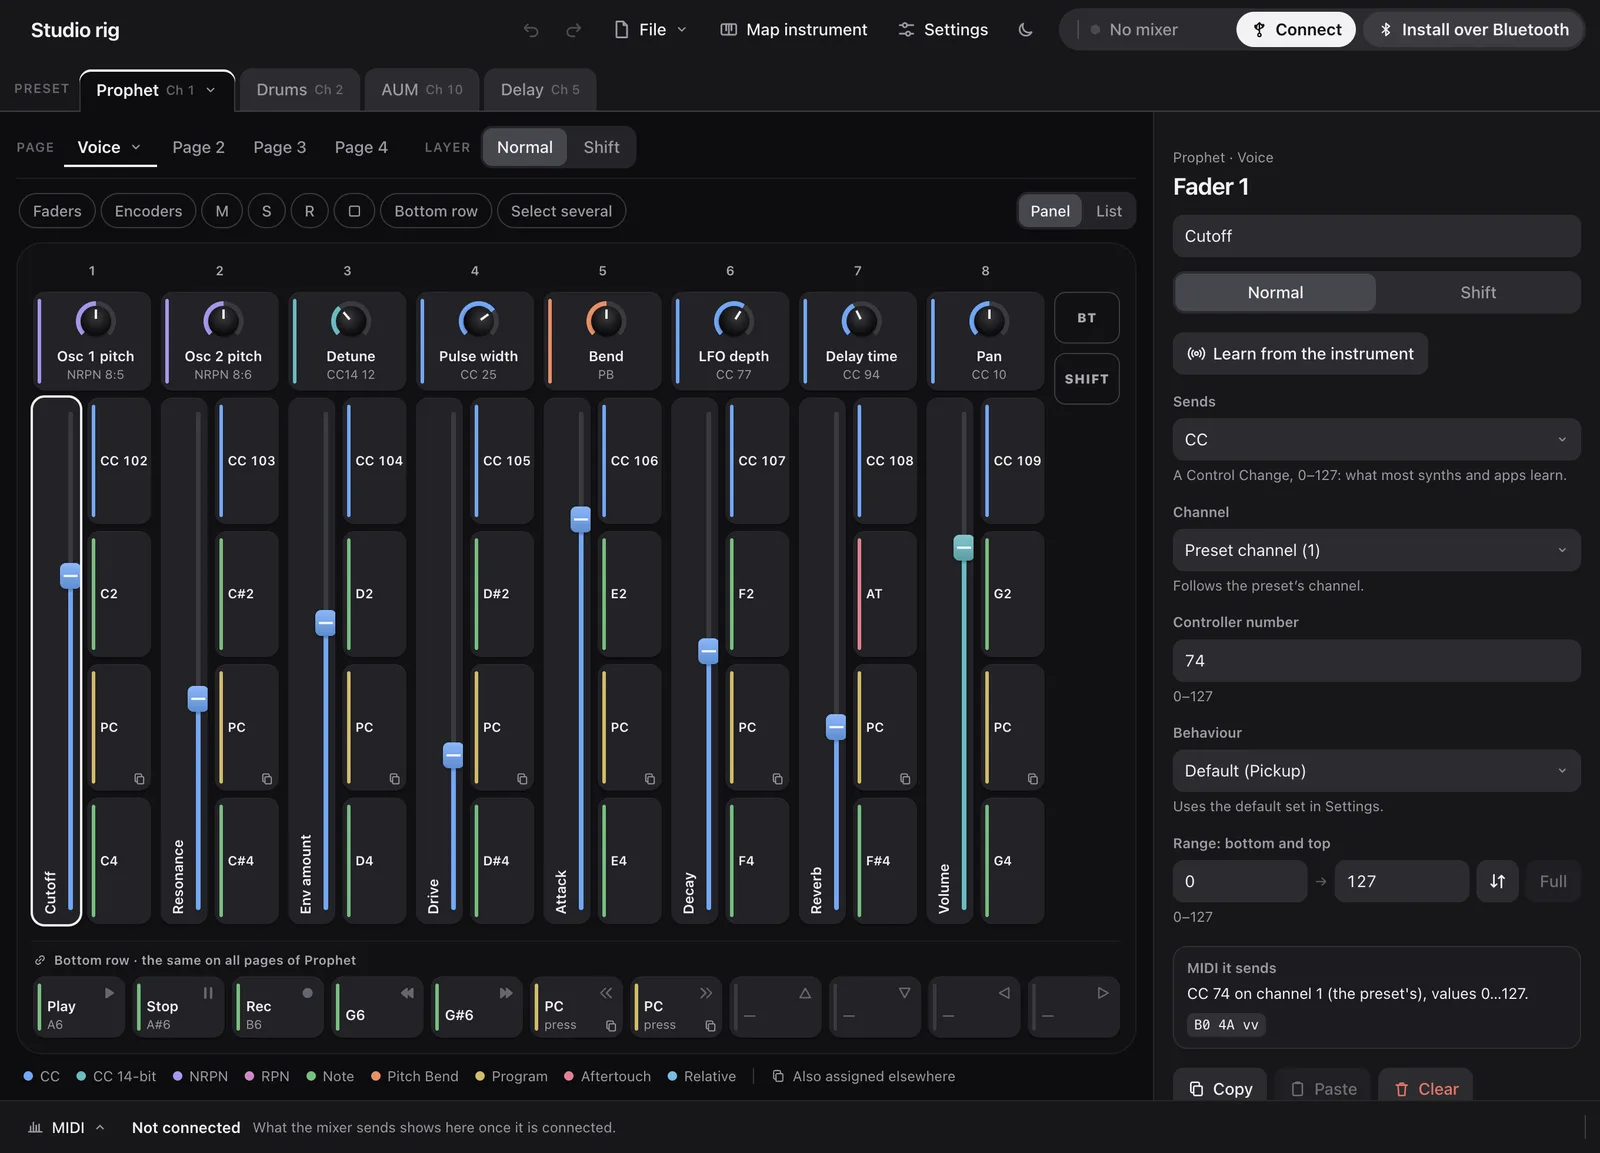 Studio rig
File
Map instrument
Settings
No mixer
Connect
Install over Bluetooth
PRESET
Prophet Ch 1
Drums Ch 2
AUM Ch 10
Delay Ch 5
PAGE
Voice
Page 2
Page 3
Page 4
LAYER
Normal
Shift
Faders
Encoders
M
S
R
Bottom row
Select several
Panel
List
1 2 3 4 5 6 7 8
Osc 1 pitch
NRPN 8:5
Osc 2 pitch
NRPN 8:6
Detune
CC14 12
Pulse width
CC 25
Bend
PB
LFO depth
CC 77
Delay time
CC 94
Pan
CC 10
BT
SHIFT
CC 102
CC 103
CC 104
CC 105
CC 106
CC 107
CC 108
CC 109
C2
C#2
D2
D#2
E2
F2
AT
G2
PC
PC
PC
PC
PC
PC
PC
PC
Cutoff
C4
Resonance
C#4
Env amount
D4
Drive
D#4
Attack
E4
Decay
F4
Reverb
F#4
Volume
G4
Bottom row · the same on all pages of Prophet
Play
A6
Stop
A#6
Rec
B6
G6
G#6
PC
press
PC
press
—
—
—
—
CC
CC 14-bit
NRPN
RPN
Note
Pitch Bend
Program
Aftertouch
Relative
Also assigned elsewhere
Prophet · Voice
Fader 1
Cutoff
Normal
Shift
Learn from the instrument
Sends
CC
A Control Change, 0–127: what most synths and apps learn.
Channel
Preset channel (1)
Follows the preset’s channel.
Controller number
74
0–127
Behaviour
Default (Pickup)
Uses the default set in Settings.
Range: bottom and top
0 → 127
Full
0–127
MIDI it sends
CC 74 on channel 1 (the preset's), values 0…127.
B0 4A vv
Copy
Paste
Clear
MIDI
Not connected
What the mixer sends shows here once it is connected.